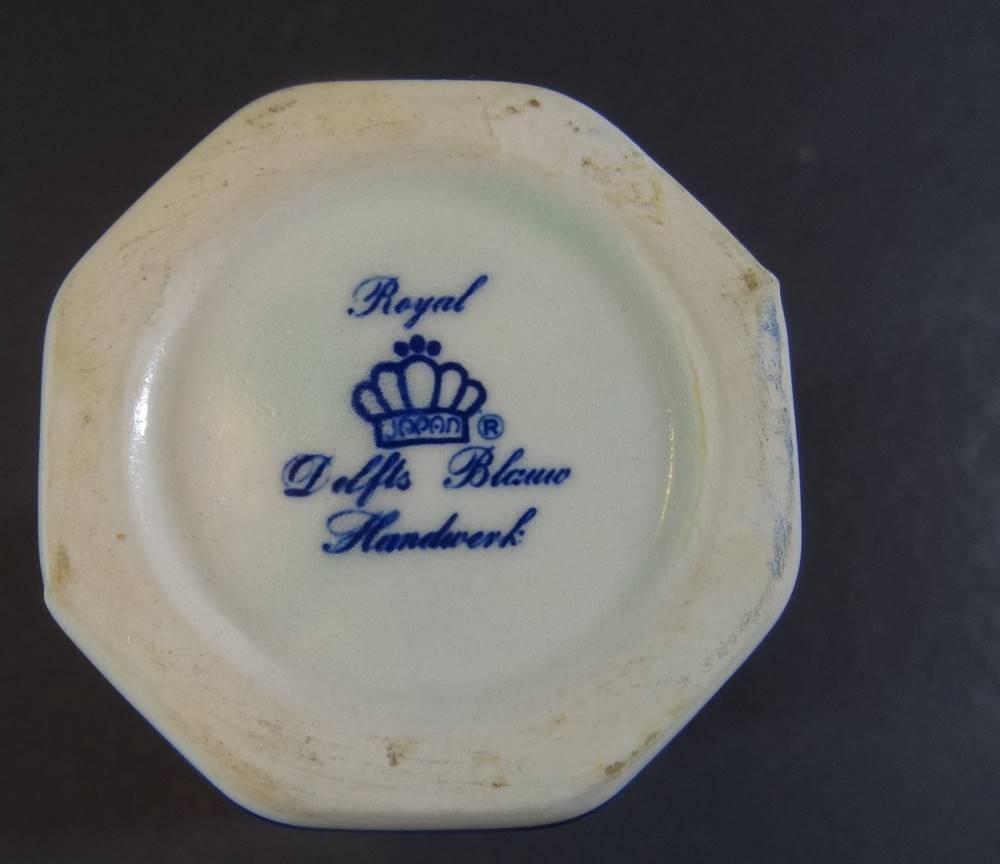 Royal
JAPAN ®
Delfts Blauw
Handwerk